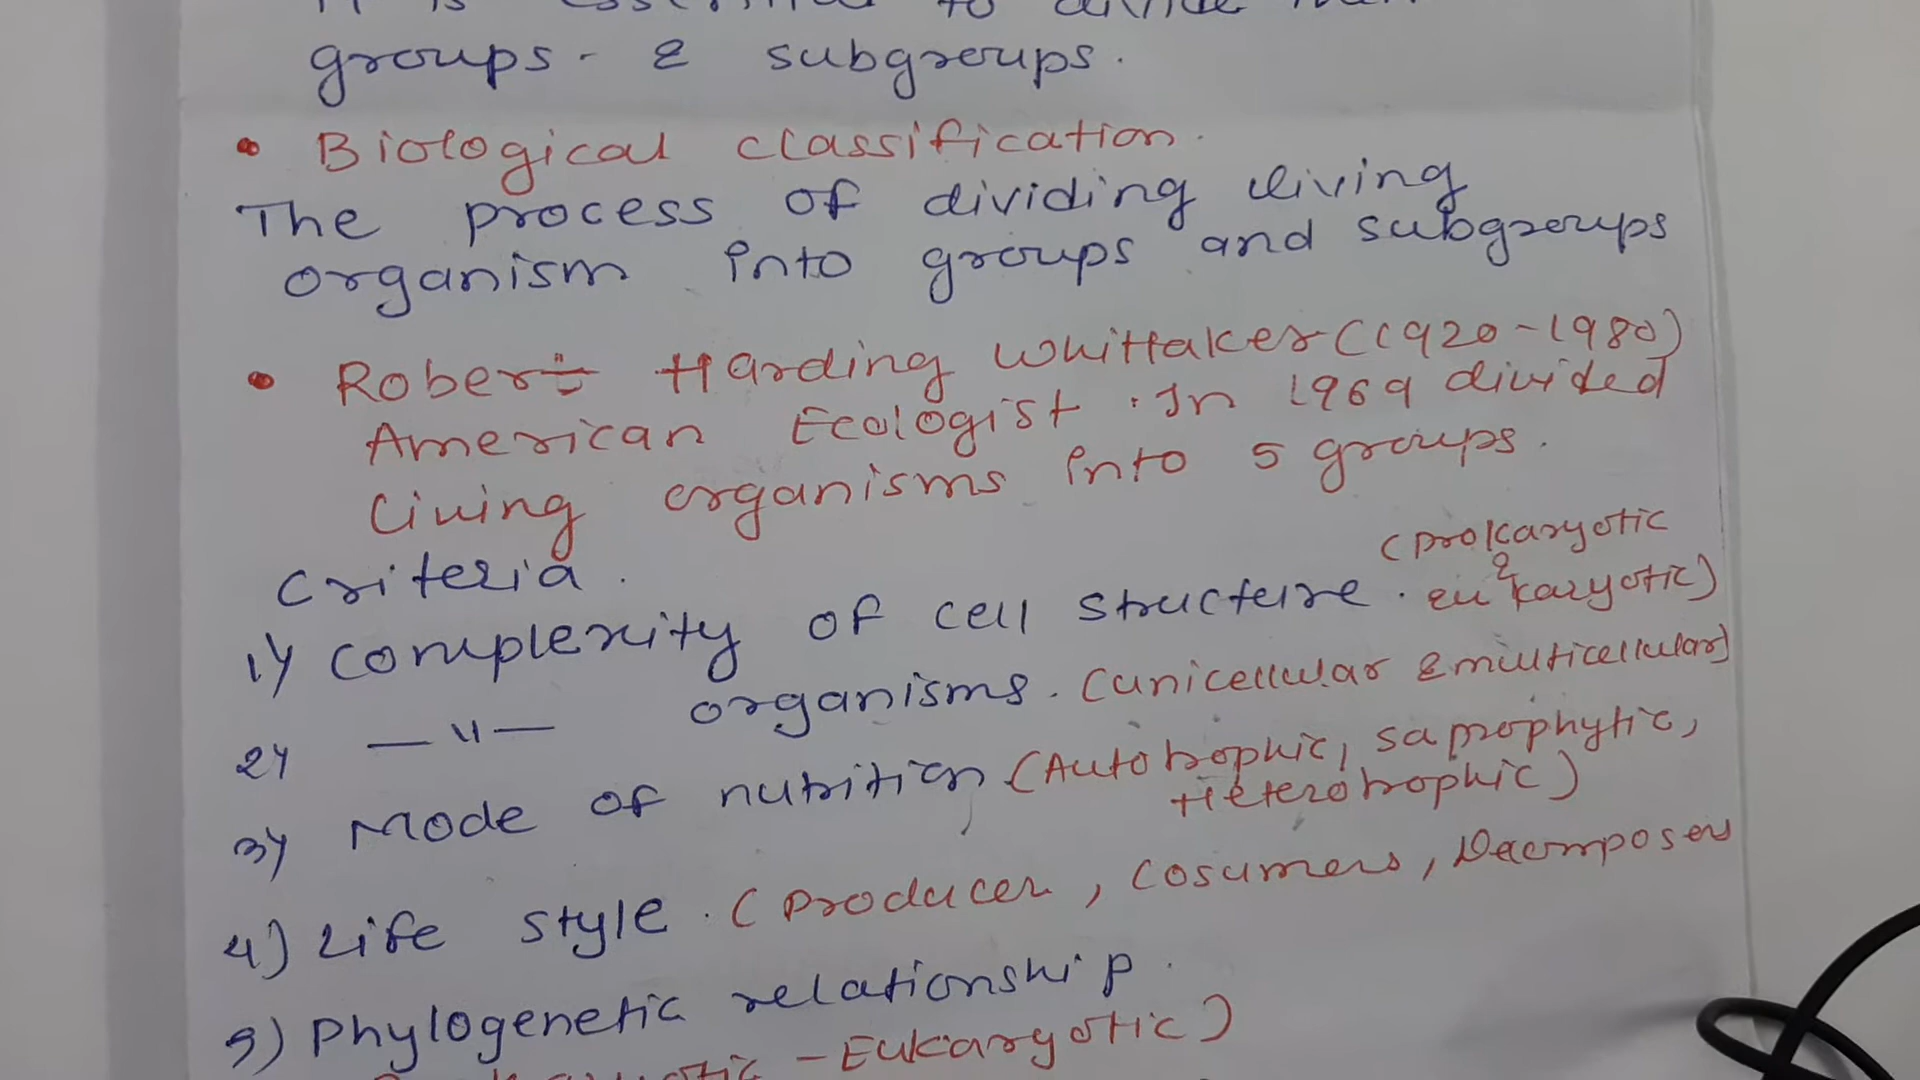 to divide
groups - & subgroups.
• Biological classification.
The process of dividing living
organism into groups and subgroups
• Robert Harding Whittaker (1920-1980)
American Ecologist. In 1969 divided
Living organisms into 5 groups.
Criteria.
(prokaryotic
&
1) Complexity of cell structure. eukaryotic)
2) —"— organisms. (unicellular & multicellular)
3) Mode of nutrition (Autotrophic, saprophytic,
Heterotrophic)
4) Life style. (Producer, Cosumers, Decomposers
5) Phylogenetic relationship.
- Eukaryotic)